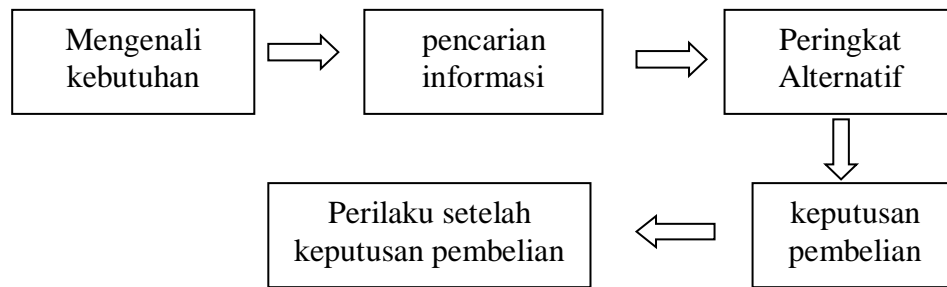 Mengenali
kebutuhan
pencarian
informasi
Peringkat
Alternatif
keputusan
pembelian
Perilaku setelah
keputusan pembelian